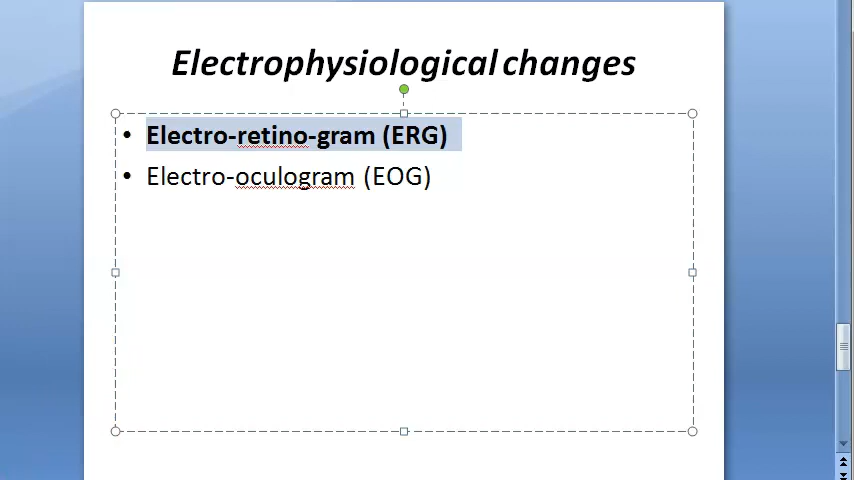 Electrophysiological changes
• Electro-retino-gram (ERG)
• Electro-oculogram (EOG)